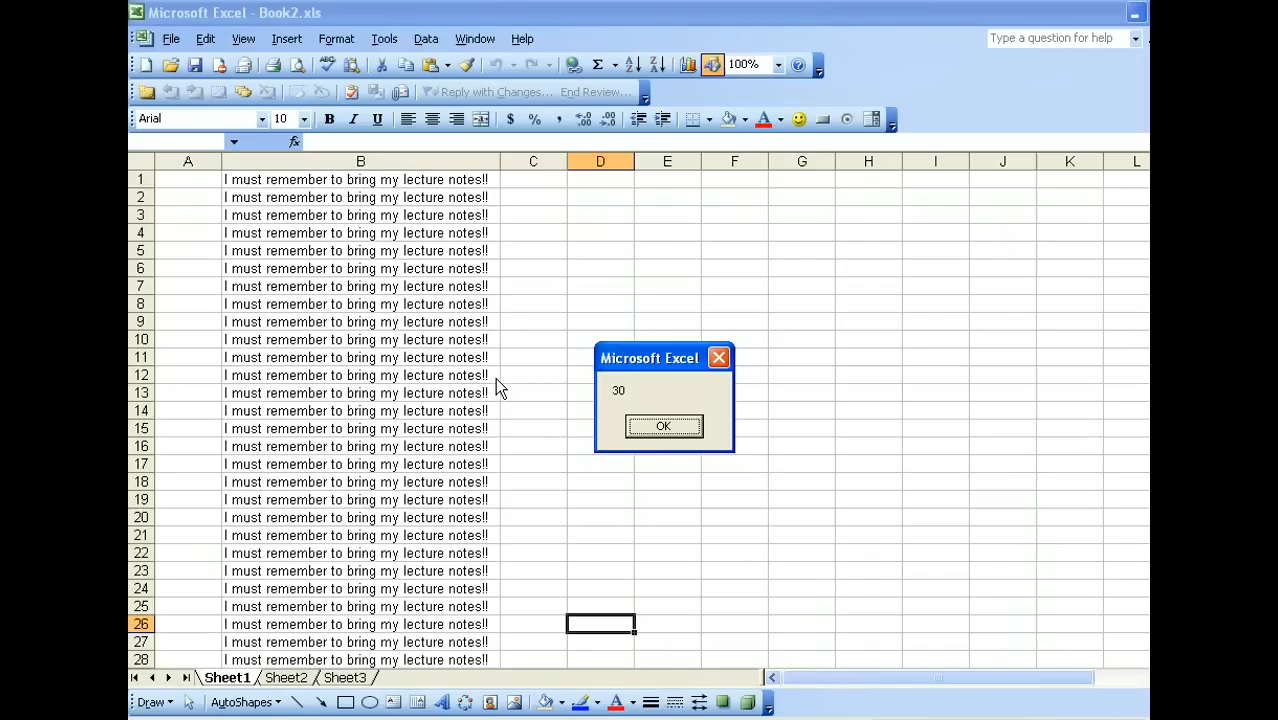 Microsoft Excel - Book2.xls
File Edit View Insert Format Tools Data Window Help Type a question for help
Σ 100%
Reply with Changes... End Review...
Arial 10 B I U $ % , A
fx
A B C D E F G H I J K L
1 I must remember to bring my lecture notes!!
2 I must remember to bring my lecture notes!!
3 I must remember to bring my lecture notes!!
4 I must remember to bring my lecture notes!!
5 I must remember to bring my lecture notes!!
6 I must remember to bring my lecture notes!!
7 I must remember to bring my lecture notes!!
8 I must remember to bring my lecture notes!!
9 I must remember to bring my lecture notes!!
10 I must remember to bring my lecture notes!!
11 I must remember to bring my lecture notes!!
Microsoft Excel
12 I must remember to bring my lecture notes!!
13 I must remember to bring my lecture notes!!
30
14 I must remember to bring my lecture notes!!
15 I must remember to bring my lecture notes!!
OK
16 I must remember to bring my lecture notes!!
17 I must remember to bring my lecture notes!!
18 I must remember to bring my lecture notes!!
19 I must remember to bring my lecture notes!!
20 I must remember to bring my lecture notes!!
21 I must remember to bring my lecture notes!!
22 I must remember to bring my lecture notes!!
23 I must remember to bring my lecture notes!!
24 I must remember to bring my lecture notes!!
25 I must remember to bring my lecture notes!!
26 I must remember to bring my lecture notes!!
27 I must remember to bring my lecture notes!!
28 I must remember to bring my lecture notes!!
Sheet1 Sheet2 Sheet3
Draw AutoShapes A